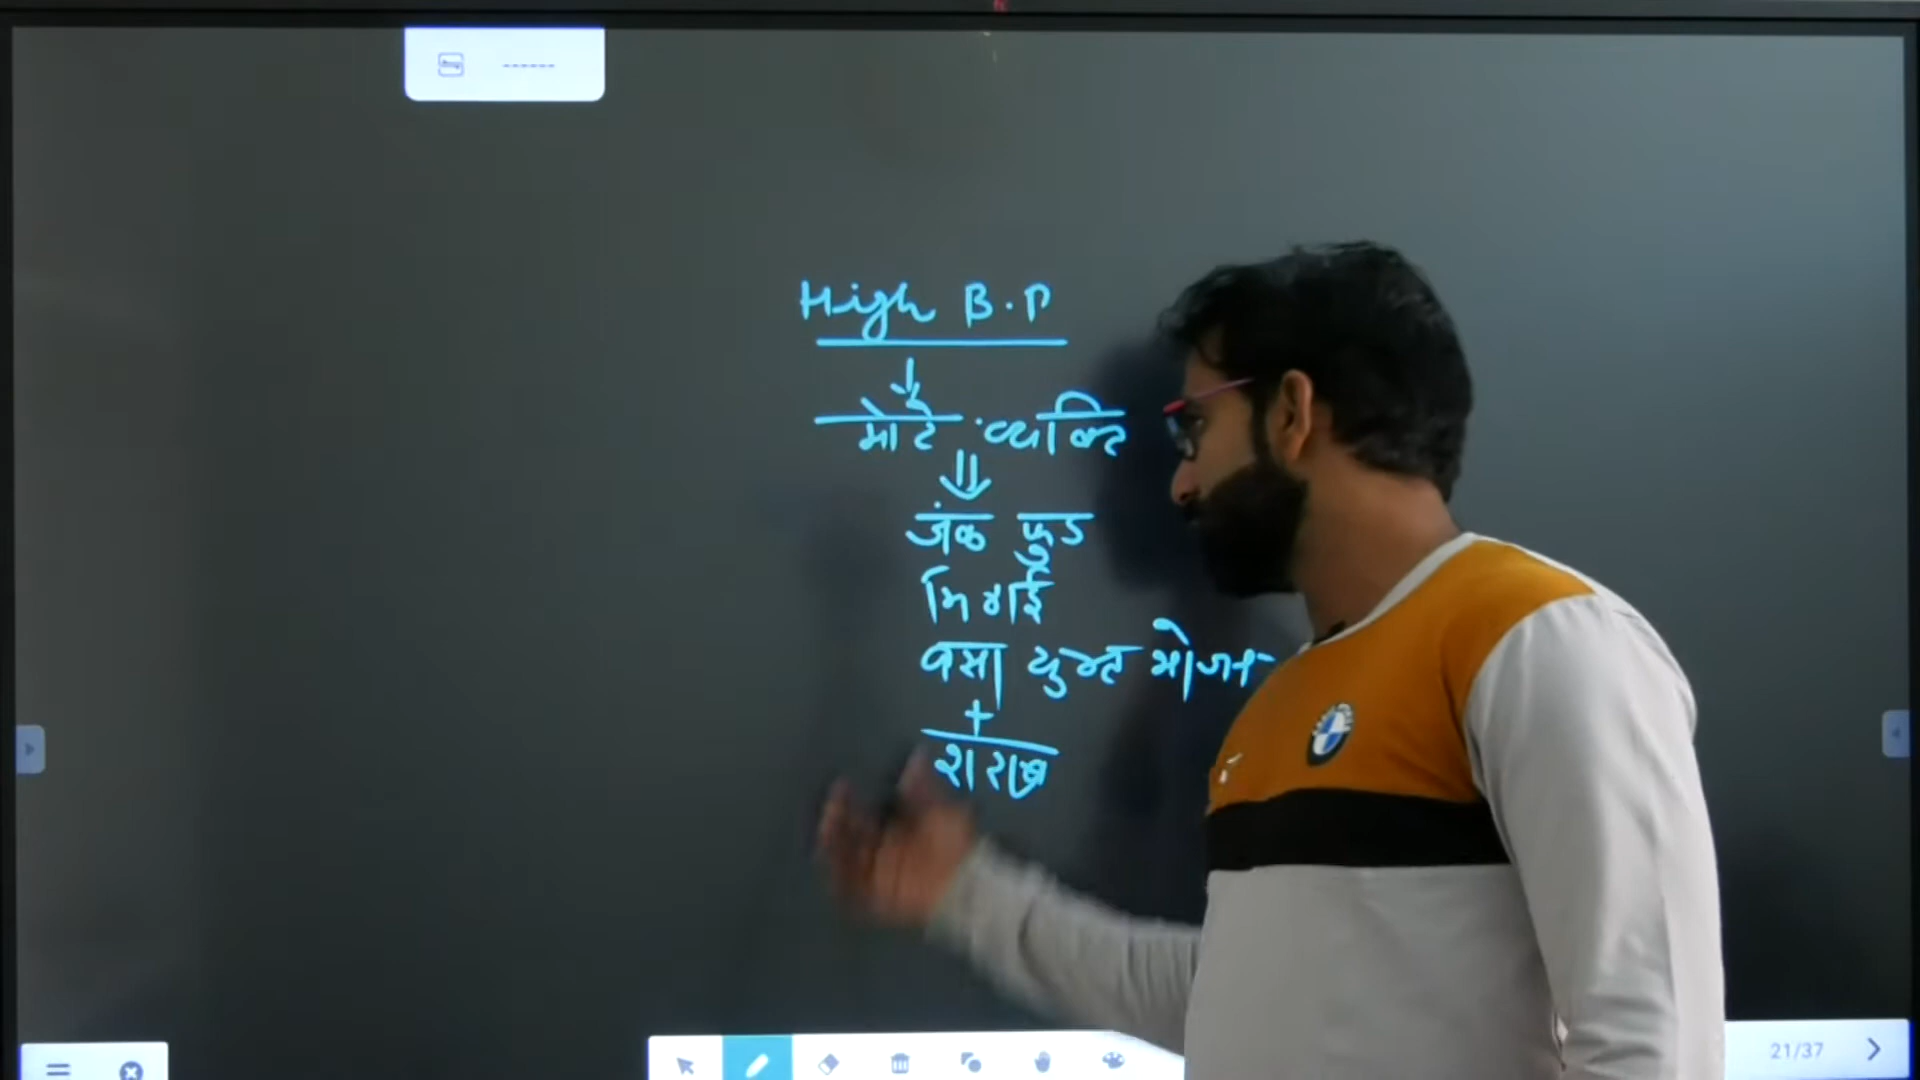 High B.P
मोटे व्यक्ति
जंक फुड
मिठाई
वसा युक्त भोजन
+
शराब
21/37